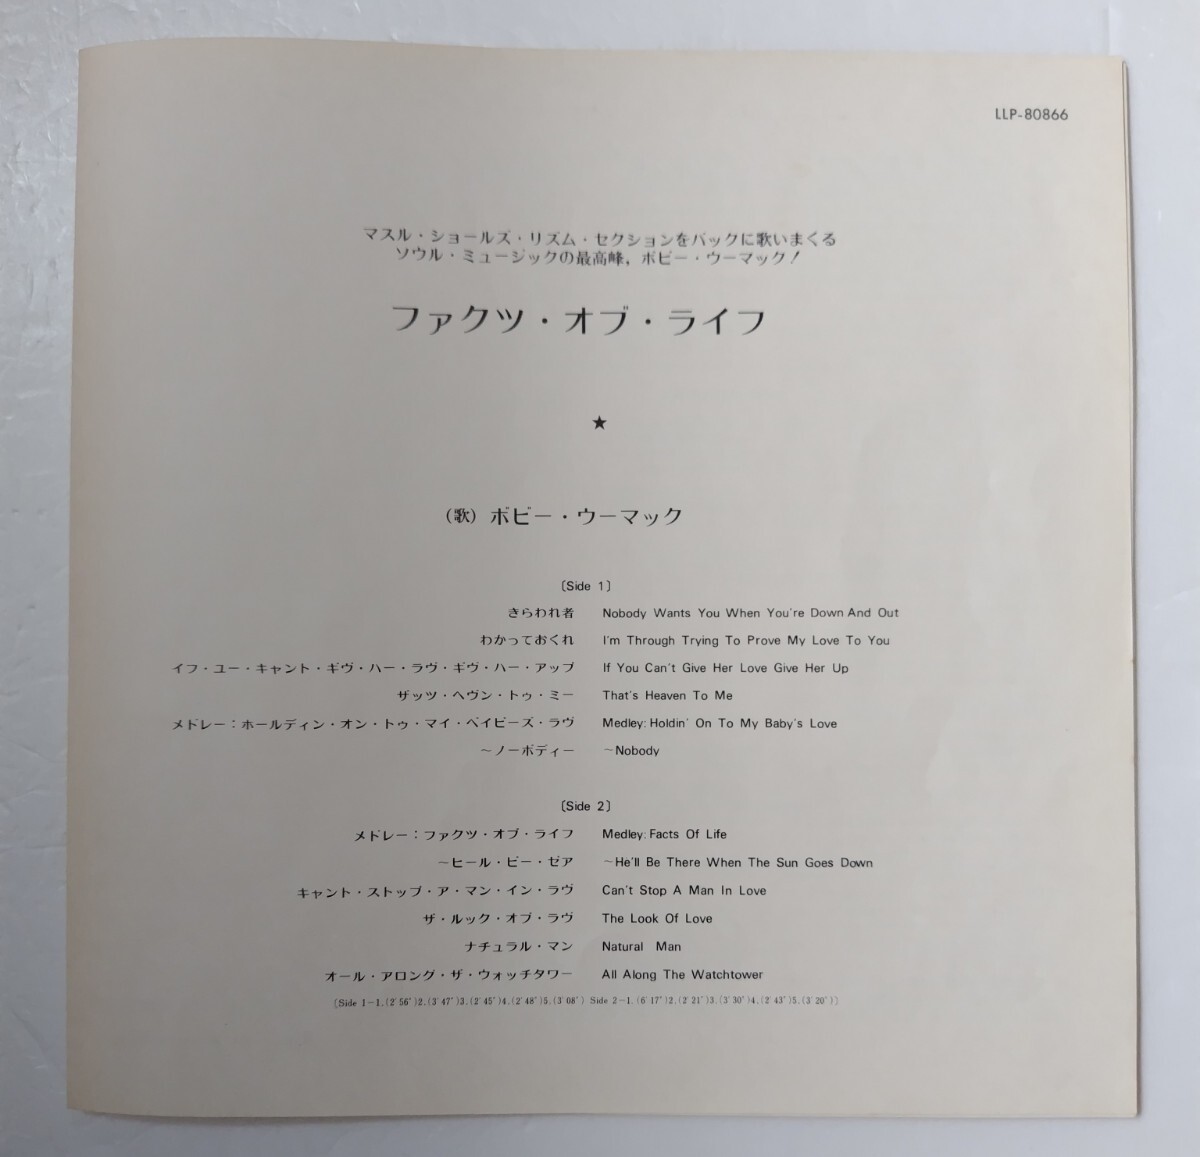 LLP-80866
マスル・ショールズ・リズム・セクションをバックに歌いまくる
ソウル・ミュージックの最高峰，ボビー・ウーマック！
ファクツ・オブ・ライフ
★
（歌）ボビー・ウーマック
〔Side 1〕
きらわれ者 Nobody Wants You When You're Down And Out
わかっておくれ I'm Through Trying To Prove My Love To You
イフ・ユー・キャント・ギヴ・ハー・ラヴ・ギヴ・ハー・アップ If You Can't Give Her Love Give Her Up
ザッツ・ヘヴン・トゥ・ミー That's Heaven To Me
メドレー：ホールディン・オン・トゥ・マイ・ベイビーズ・ラヴ Medley: Holdin' On To My Baby's Love
～ノーボディー ～Nobody
〔Side 2〕
メドレー：ファクツ・オブ・ライフ Medley: Facts Of Life
～ヒール・ビー・ゼア ～He'll Be There When The Sun Goes Down
キャント・ストップ・ア・マン・イン・ラヴ Can't Stop A Man In Love
ザ・ルック・オブ・ラヴ The Look Of Love
ナチュラル・マン Natural Man
オール・アロング・ザ・ウォッチタワー All Along The Watchtower
〔Side 1－1.(2'56")2.(3'47")3.(2'45")4.(2'48")5.(3'08") Side 2－1.(6'17")2.(2'21")3.(3'30")4.(2'43")5.(3'20")〕